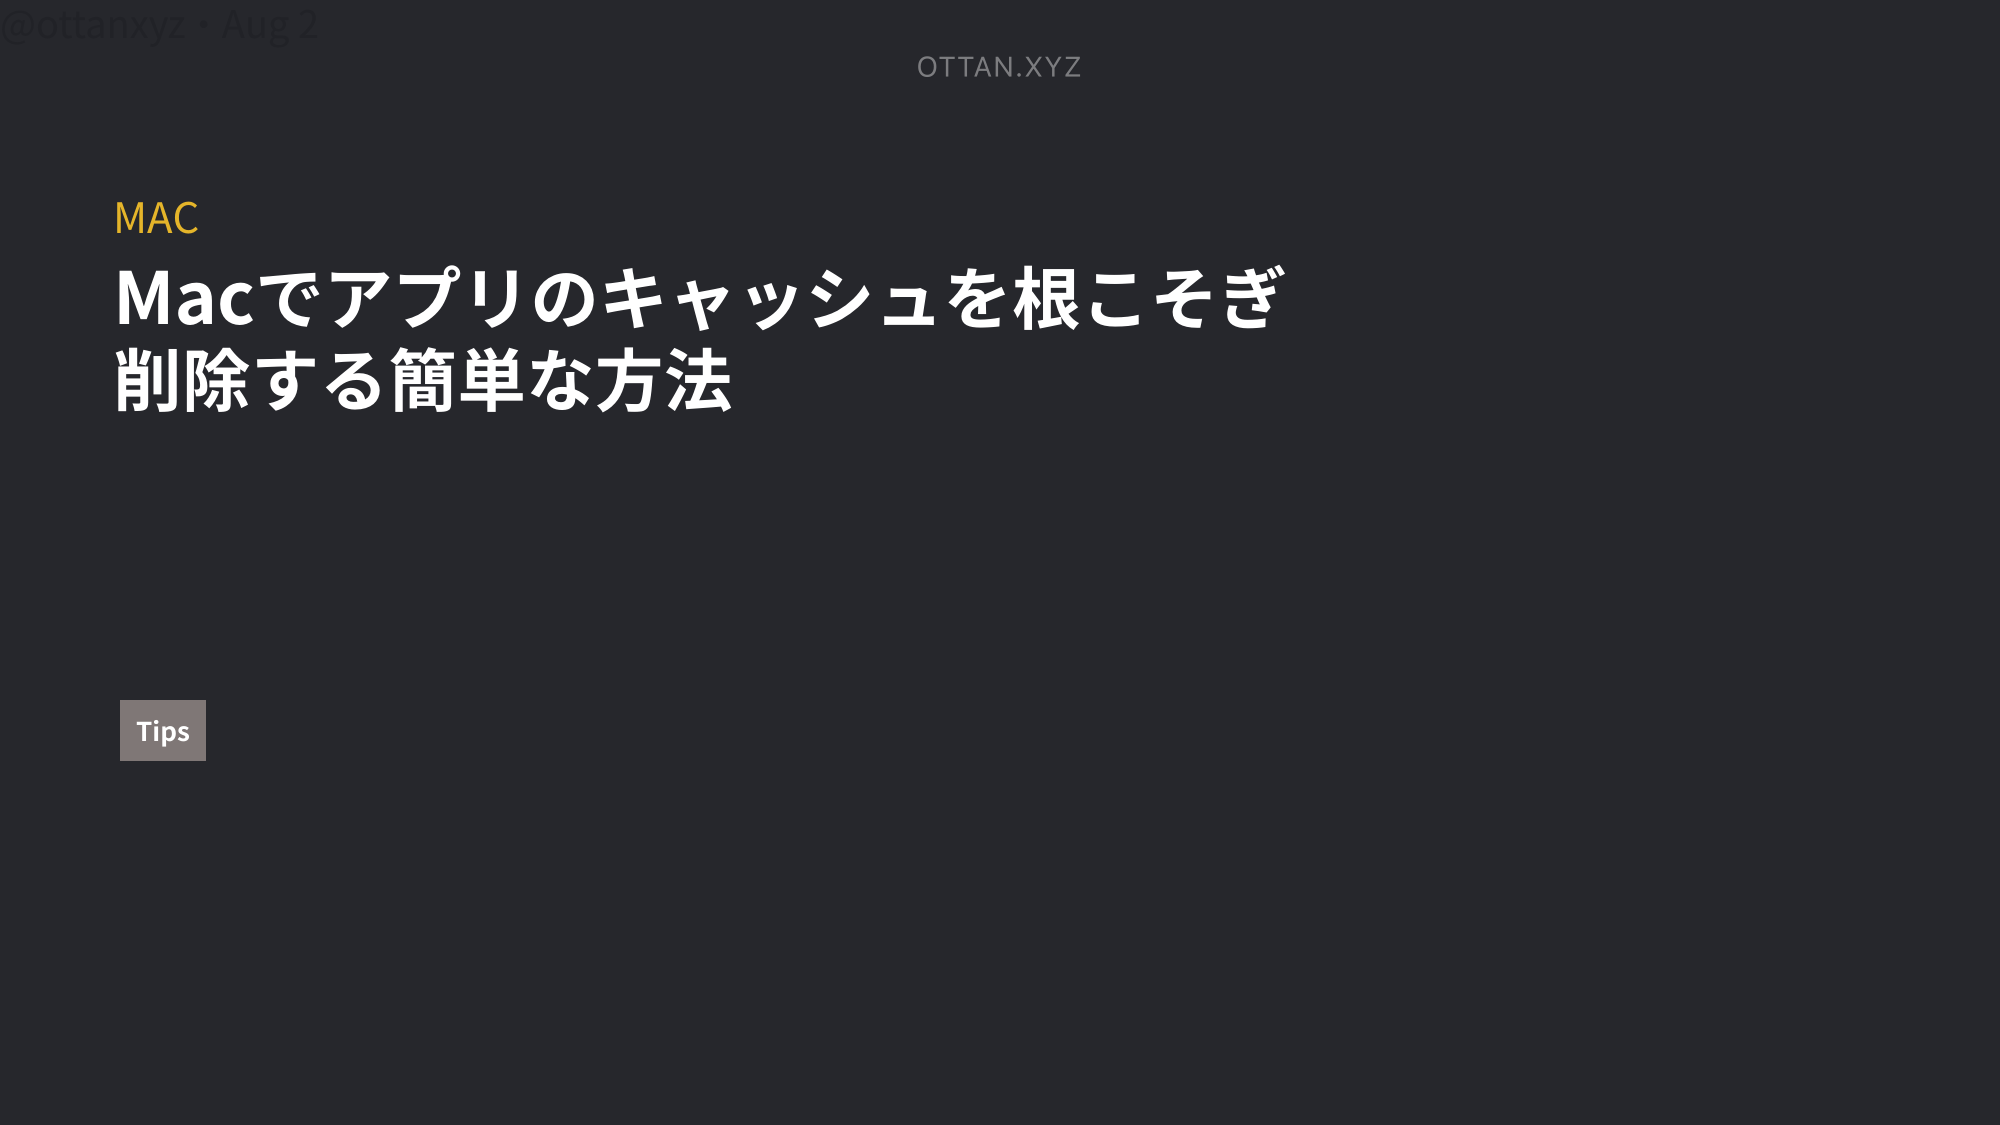 @ottanxyz・Aug 2
OTTAN.XYZ
MAC
Macでアプリのキャッシュを根こそぎ
削除する簡単な方法
Tips